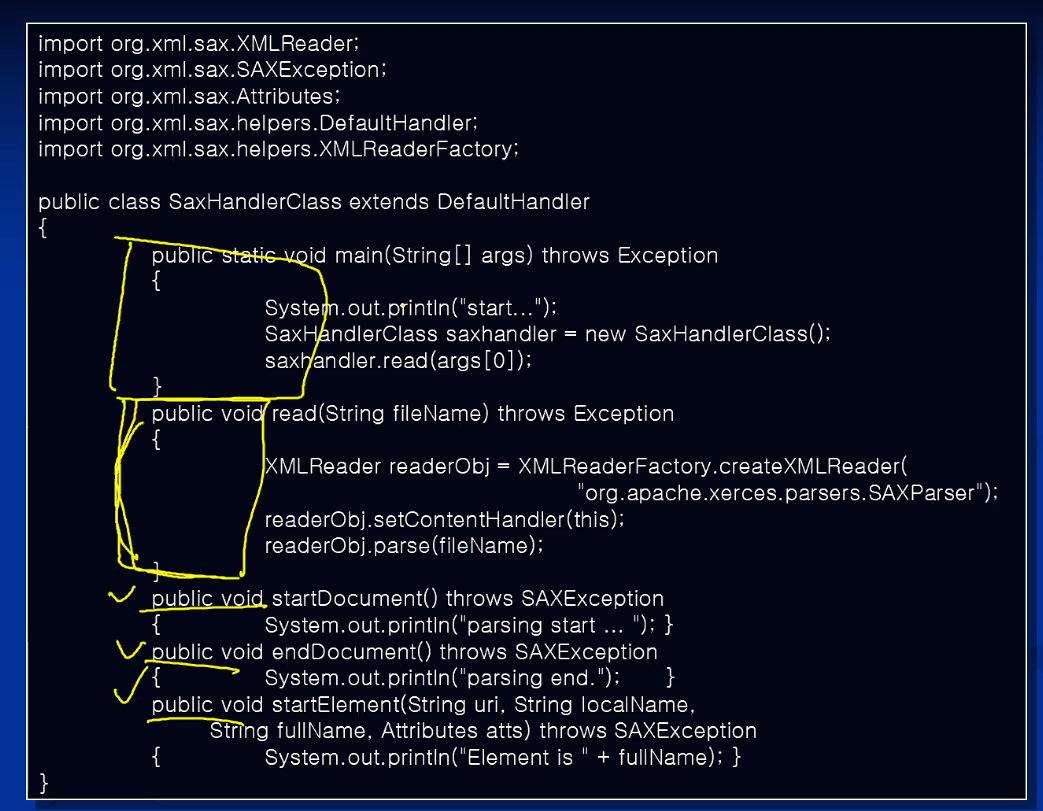 import org.xml.sax.XMLReader;
import org.xml.sax.SAXException;
import org.xml.sax.Attributes;
import org.xml.sax.helpers.DefaultHandler;
import org.xml.sax.helpers.XMLReaderFactory;

public class SaxHandlerClass extends DefaultHandler
{
public static void main(String[] args) throws Exception
{
System.out.println("start...");
SaxHandlerClass saxhandler = new SaxHandlerClass();
saxhandler.read(args[0]);
}
public void read(String fileName) throws Exception
{
XMLReader readerObj = XMLReaderFactory.createXMLReader(
"org.apache.xerces.parsers.SAXParser");
readerObj.setContentHandler(this);
readerObj.parse(fileName);
}
public void startDocument() throws SAXException
{ System.out.println("parsing start ... "); }
public void endDocument() throws SAXException
{ System.out.println("parsing end."); }
public void startElement(String uri, String localName,
String fullName, Attributes atts) throws SAXException
{ System.out.println("Element is " + fullName); }
}